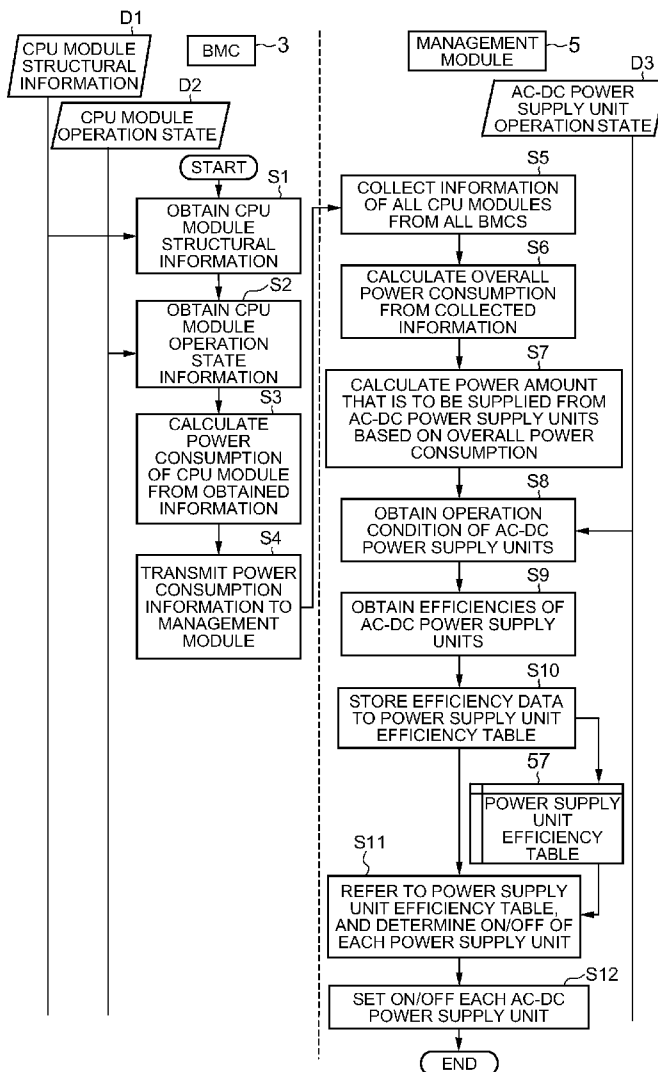 D1
CPU MODULE
STRUCTURAL
INFORMATION
BMC
3
MANAGEMENT
MODULE
5
D2
CPU MODULE
OPERATION STATE
D3
AC-DC POWER
SUPPLY UNIT
OPERATION STATE
START
S1
OBTAIN CPU
MODULE
STRUCTURAL
INFORMATION
S2
OBTAIN CPU
MODULE
OPERATION
STATE
INFORMATION
S3
CALCULATE
POWER
CONSUMPTION
OF CPU MODULE
FROM OBTAINED
INFORMATION
S4
TRANSMIT POWER
CONSUMPTION
INFORMATION TO
MANAGEMENT
MODULE
S5
COLLECT INFORMATION
OF ALL CPU MODULES
FROM ALL BMCS
S6
CALCULATE OVERALL
POWER CONSUMPTION
FROM COLLECTED
INFORMATION
S7
CALCULATE POWER AMOUNT
THAT IS TO BE SUPPLIED FROM
AC-DC POWER SUPPLY UNITS
BASED ON OVERALL POWER
CONSUMPTION
S8
OBTAIN OPERATION
CONDITION OF AC-DC
POWER SUPPLY UNITS
S9
OBTAIN EFFICIENCIES OF
AC-DC POWER SUPPLY
UNITS
S10
STORE EFFICIENCY DATA
TO POWER SUPPLY UNIT
EFFICIENCY TABLE
57
POWER SUPPLY
UNIT
EFFICIENCY
TABLE
S11
REFER TO POWER SUPPLY
UNIT EFFICIENCY TABLE,
AND DETERMINE ON/OFF OF
EACH POWER SUPPLY UNIT
S12
SET ON/OFF EACH AC-DC
POWER SUPPLY UNIT
END